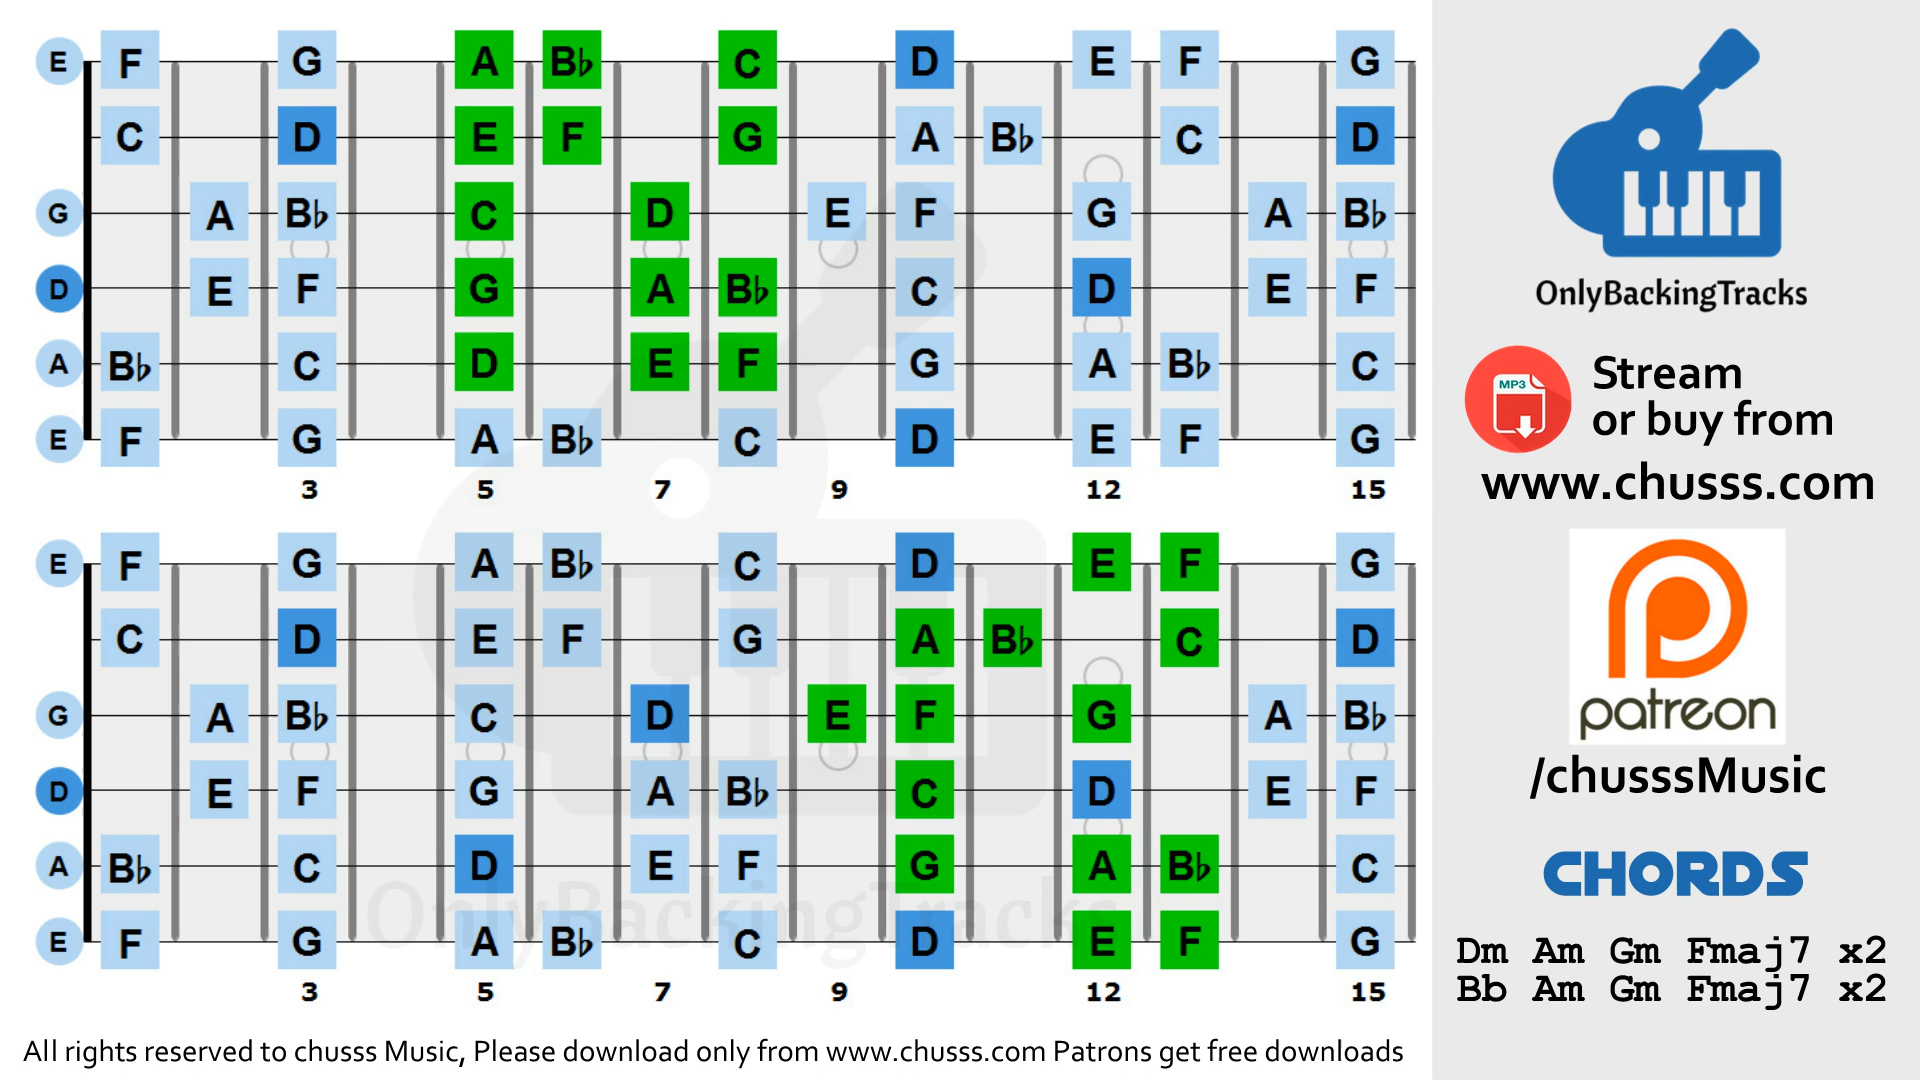 E F G A B♭ C D E F G
C D E F G A B♭ C D
G A B♭ C D E F G A B♭
D E F G A B♭ C D E F
A B♭ C D E F G A B♭ C
E F G A B♭ C D E F G
3 5 7 9 12 15
E F G A B♭ C D E F G
C D E F G A B♭ C D
G A B♭ C D E F G A B♭
D E F G A B♭ C D E F
A B♭ C D E F G A B♭ C
E F G A B♭ C D E F G
3 5 7 9 12 15
OnlyBackingTracks
All rights reserved to chusss Music, Please download only from www.chusss.com Patrons get free downloads
OnlyBackingTracks
MP3
Stream
or buy from
www.chusss.com
patreon
/chusssMusic
CHORDS
Dm Am Gm Fmaj7 x2
Bb Am Gm Fmaj7 x2